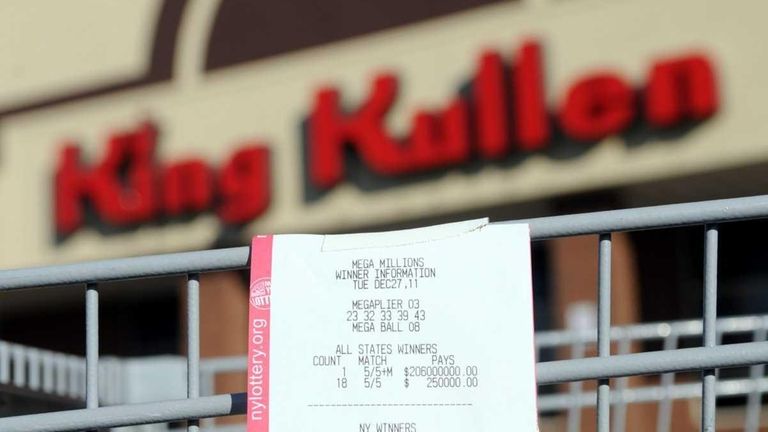 King Kullen
MEGA MILLIONS
WINNER INFORMATION
TUE DEC27,11
MEGAPLIER 03
23 32 33 39 43
MEGA BALL 08
ALL STATES WINNERS
COUNT MATCH PAYS
1 5/5+M $206000000.00
18 5/5 $ 250000.00
NY WINNERS
nylottery.org